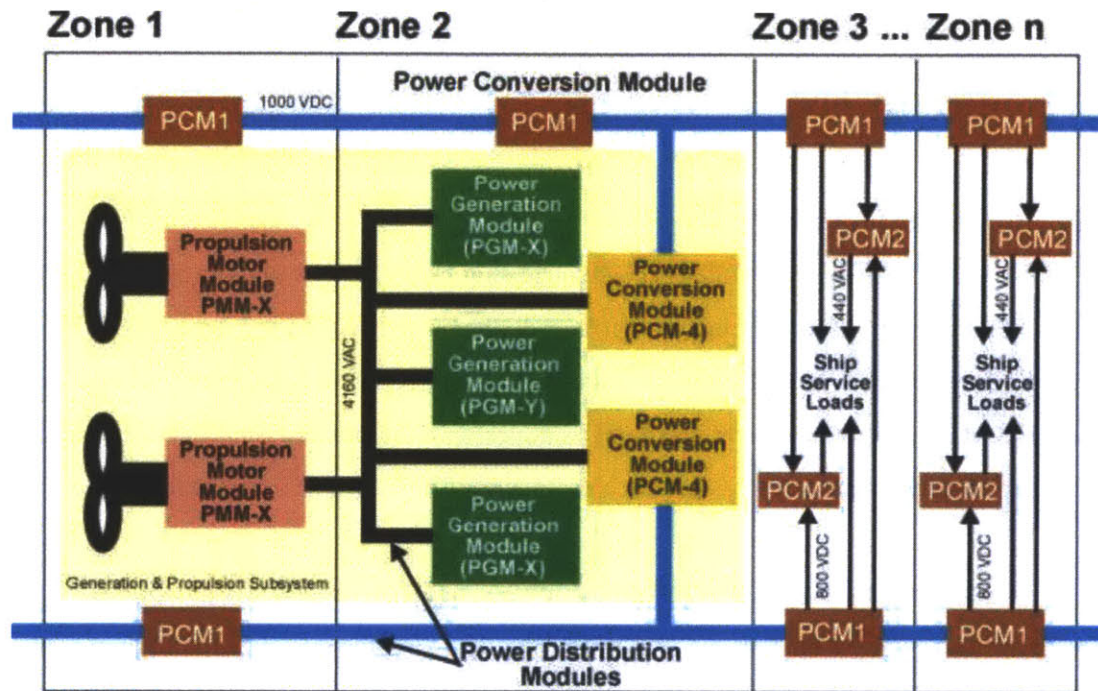 Zone 1
Zone 2
Zone 3 ...
Zone n
Power Conversion Module
1000 VDC
PCM1
PCM1
PCM1
PCM1
Power
Generation
Module
(PGM-X)
Propulsion
Motor
Module
PMM-X
Power
Conversion
Module
(PCM-4)
PCM2
440 VAC
PCM2
440 VAC
4160 VAC
Power
Generation
Module
(PGM-Y)
Ship
Service
Loads
Ship
Service
Loads
Propulsion
Motor
Module
PMM-X
Power
Conversion
Module
(PCM-4)
PCM2
PCM2
Power
Generation
Module
(PGM-X)
800 VDC
800 VDC
Generation & Propulsion Subsystem
PCM1
PCM1
PCM1
Power Distribution
Modules